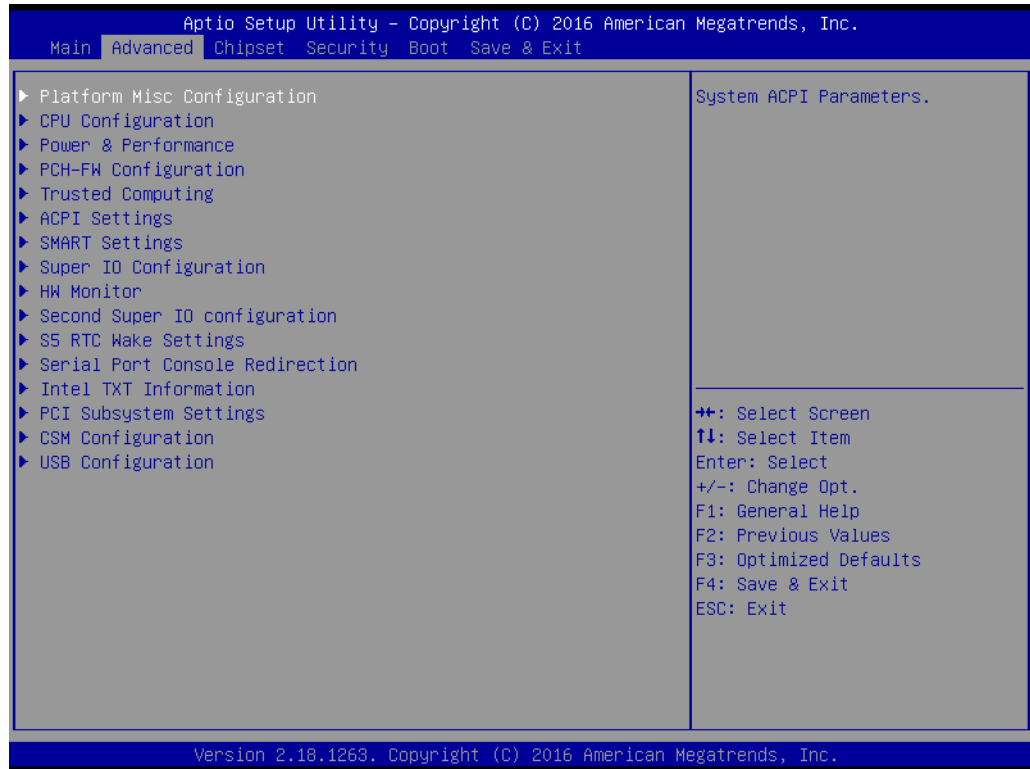 Aptio Setup Utility – Copyright (C) 2016 American Megatrends, Inc.
Main Advanced Chipset Security Boot Save & Exit
▶ Platform Misc Configuration
▶ CPU Configuration
▶ Power & Performance
▶ PCH-FW Configuration
▶ Trusted Computing
▶ ACPI Settings
▶ SMART Settings
▶ Super IO Configuration
▶ HW Monitor
▶ Second Super IO configuration
▶ S5 RTC Wake Settings
▶ Serial Port Console Redirection
▶ Intel TXT Information
▶ PCI Subsystem Settings
▶ CSM Configuration
▶ USB Configuration
System ACPI Parameters.
→←: Select Screen
↑↓: Select Item
Enter: Select
+/-: Change Opt.
F1: General Help
F2: Previous Values
F3: Optimized Defaults
F4: Save & Exit
ESC: Exit
Version 2.18.1263. Copyright (C) 2016 American Megatrends, Inc.